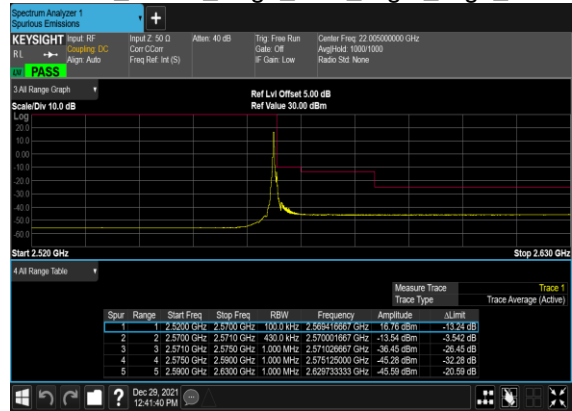 Spectrum Analyzer 1
Spurious Emissions
KEYSIGHT Input: RF Input Z: 50 Ω Atten: 40 dB Trig: Free Run Center Freq: 22.005000000 GHz
RL Coupling: DC Corr CCorr Gate: Off Avg|Hold: 1000/1000
Align: Auto Freq Ref: Int (S) IF Gain: Low Radio Std: None
LW PASS
3 All Range Graph
Ref Lvl Offset 5.00 dB
Scale/Div 10.0 dB Ref Value 30.00 dBm
Log
20.0
10.0
0.00
-10.0
-20.0
-30.0
-40.0
-50.0
-60.0
Start 2.520 GHz Stop 2.630 GHz
4 All Range Table
Measure Trace Trace 1
Trace Type Trace Average (Active)
Spur Range Start Freq Stop Freq RBW Frequency Amplitude ΔLimit
1 1 2.5200 GHz 2.5700 GHz 100.0 kHz 2.569416667 GHz 16.76 dBm -13.24 dB
2 2 2.5700 GHz 2.5710 GHz 430.0 kHz 2.570001667 GHz -13.54 dBm -3.542 dB
3 3 2.5710 GHz 2.5750 GHz 1.000 MHz 2.571026667 GHz -36.45 dBm -26.45 dB
4 4 2.5750 GHz 2.5900 GHz 1.000 MHz 2.575125000 GHz -45.28 dBm -32.28 dB
5 5 2.5900 GHz 2.6300 GHz 1.000 MHz 2.629733333 GHz -45.59 dBm -20.59 dB
Dec 29, 2021
12:41:40 PM